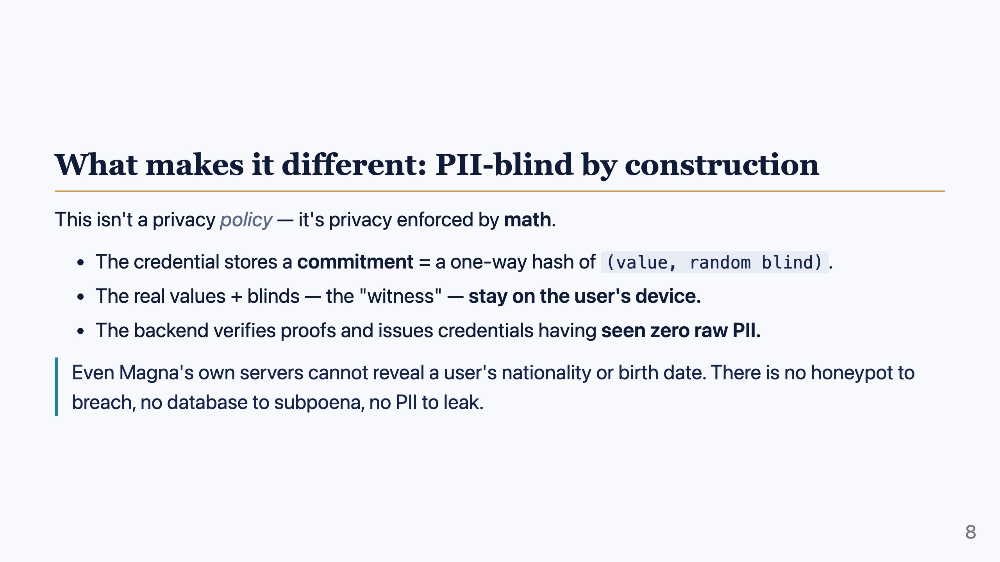 What makes it different: PII-blind by construction
This isn't a privacy policy — it's privacy enforced by math.
• The credential stores a commitment = a one-way hash of (value, random blind).
• The real values + blinds — the "witness" — stay on the user's device.
• The backend verifies proofs and issues credentials having seen zero raw PII.
Even Magna's own servers cannot reveal a user's nationality or birth date. There is no honeypot to
breach, no database to subpoena, no PII to leak.
8